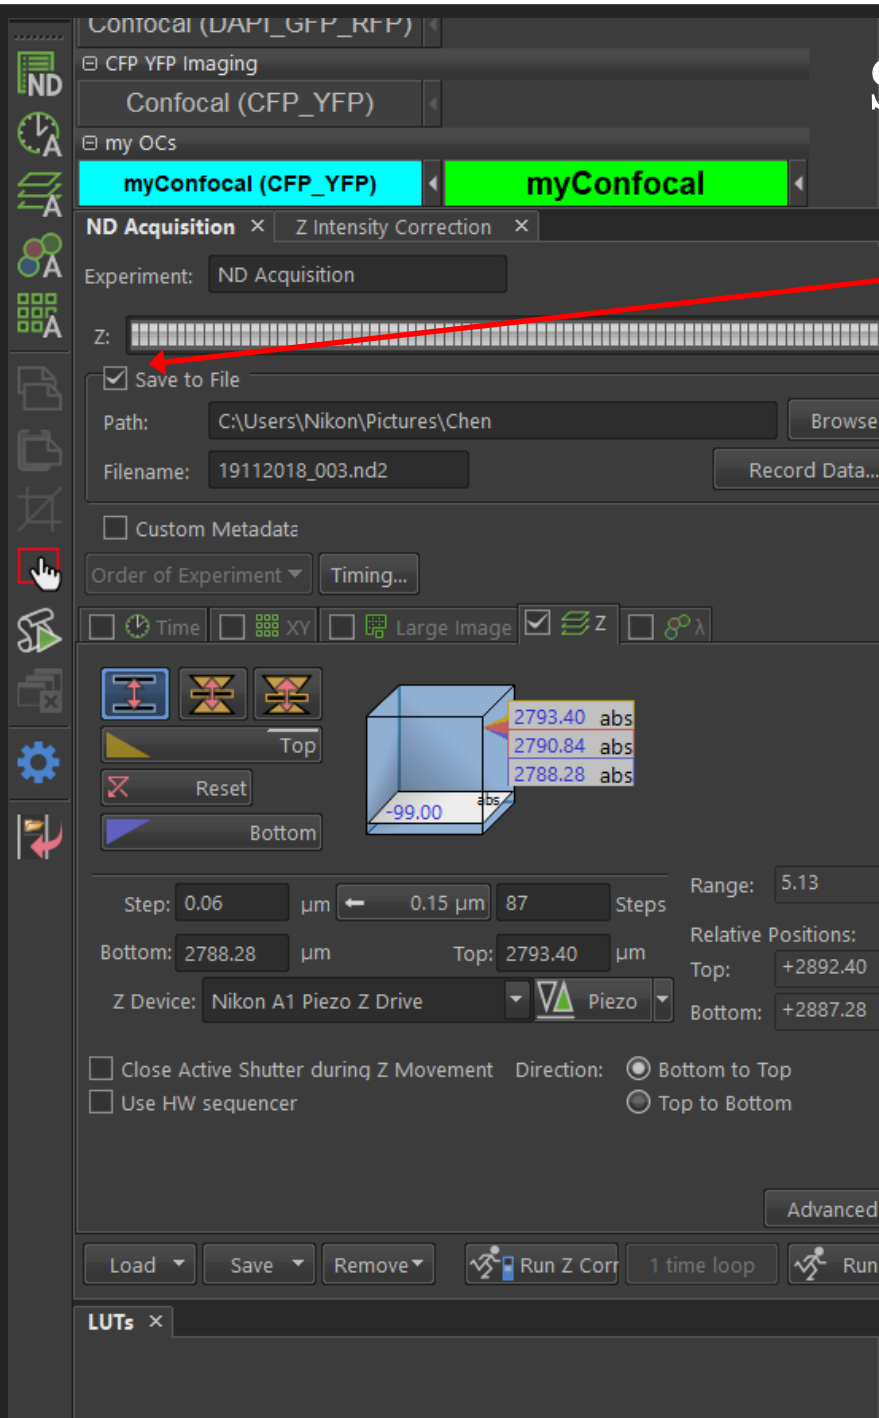 Confocal (DAPI_GFP_RFP)
CFP YFP Imaging
Confocal (CFP_YFP)
my OCs
myConfocal (CFP_YFP) myConfocal
ND Acquisition × Z Intensity Correction ×
Experiment: ND Acquisition
Z:
Save to File
Path: C:\Users\Nikon\Pictures\Chen Browse
Filename: 19112018_003.nd2 Record Data...
Custom Metadata
Order of Experiment Timing...
Time XY Large Image Z λ
2793.40 abs
Top 2790.84 abs
2788.28 abs
Reset
-99.00 abs
Bottom
Step: 0.06 µm 0.15 µm 87 Steps Range: 5.13
Bottom: 2788.28 µm Top: 2793.40 µm Relative Positions:
Top: +2892.40
Z Device: Nikon A1 Piezo Z Drive Piezo Bottom: +2887.28
Close Active Shutter during Z Movement Direction: Bottom to Top
Use HW sequencer Top to Bottom
Advanced
Load Save Remove Run Z Corr 1 time loop Run
LUTs ×
ND
A
A
A
A